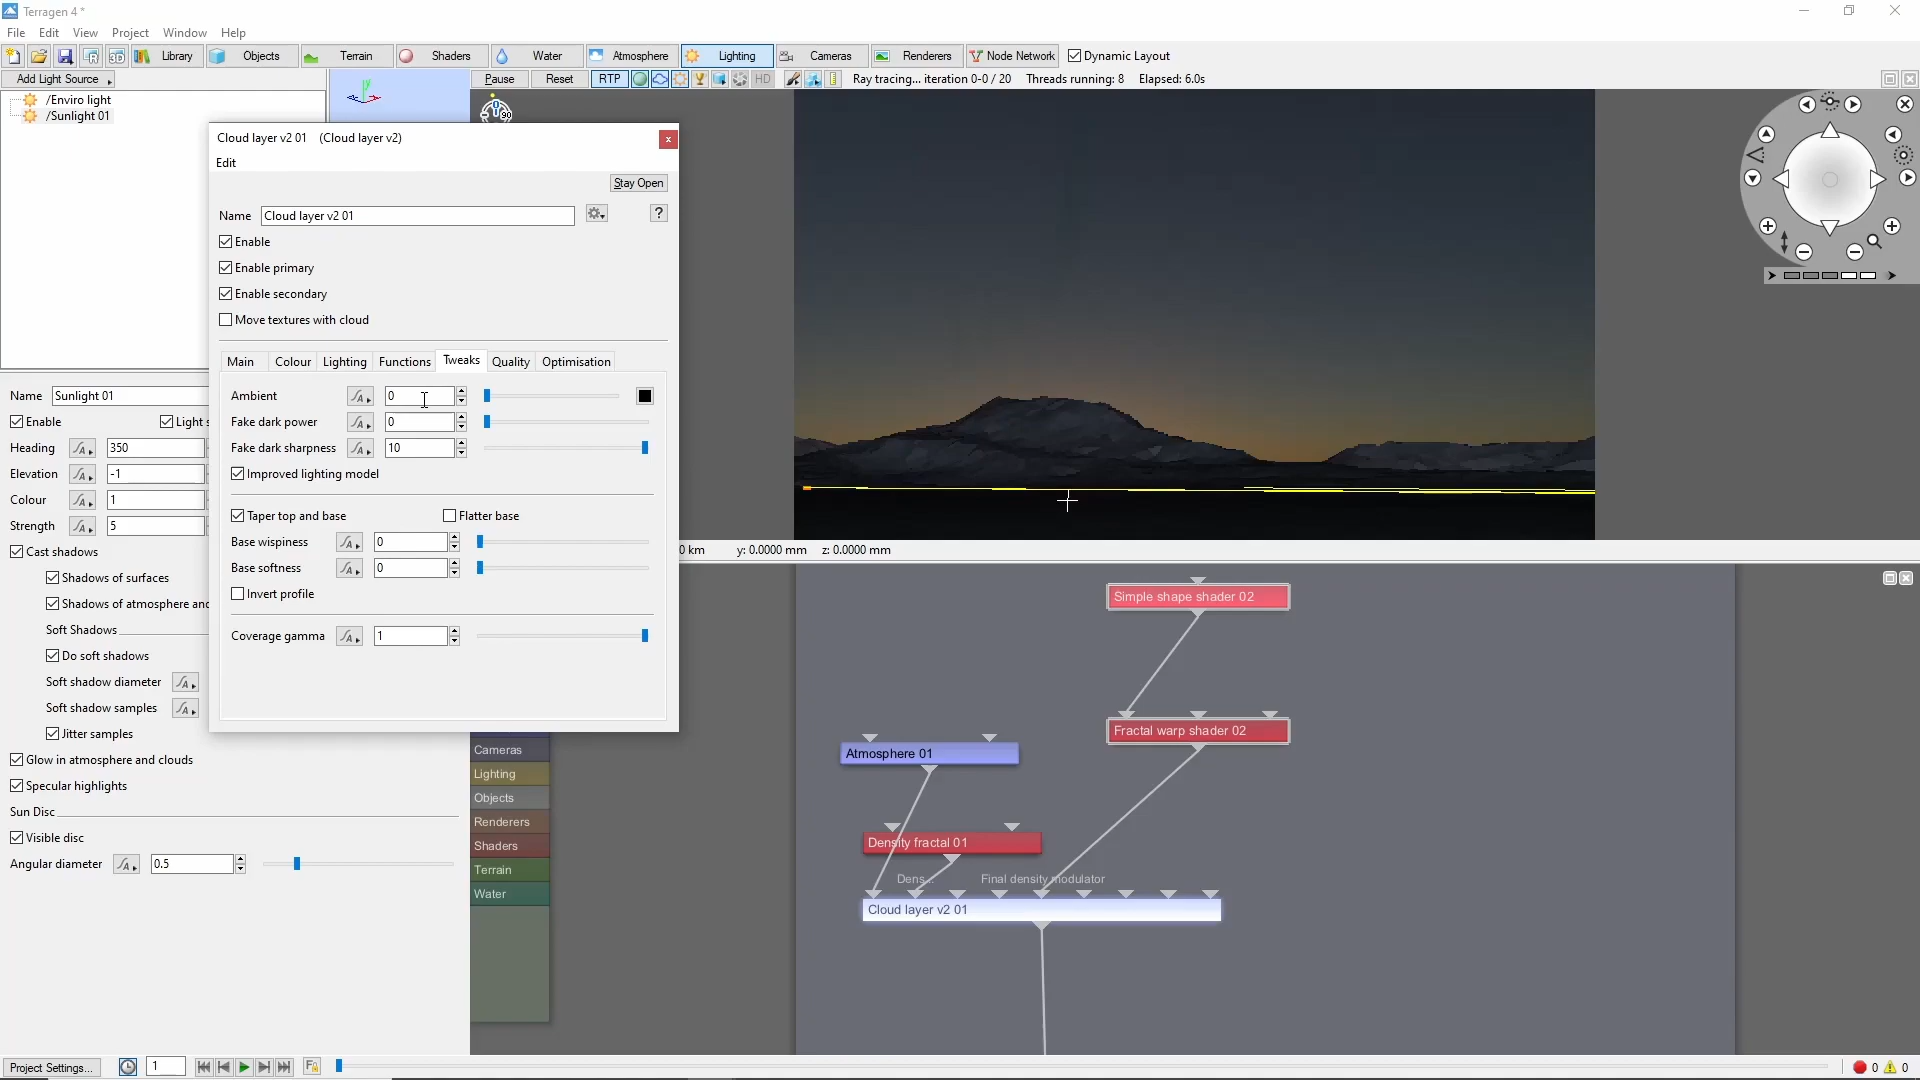 Terragen 4 *
File Edit View Project Window Help
Library Objects Terrain Shaders Water Atmosphere Lighting Cameras Renderers Node Network Dynamic Layout
Add Light Source Pause Reset RTP HD Ray tracing... iteration 0-0 / 20 Threads running: 8 Elapsed: 6.0s
/Enviro light
/Sunlight 01
Cloud layer v2 01 (Cloud layer v2)
Edit
Stay Open
Name Cloud layer v2 01 ?
Enable
Enable primary
Enable secondary
Move textures with cloud
Main Colour Lighting Functions Tweaks Quality Optimisation
Ambient 0
Fake dark power 0
Fake dark sharpness 10
Improved lighting model
Taper top and base Flatter base
Base wispiness 0
Base softness 0
Invert profile
Coverage gamma 1
Name Sunlight 01
Enable Light s
Heading 350
Elevation -1
Colour 1
Strength 5
Cast shadows
Shadows of surfaces
Shadows of atmosphere and
Soft Shadows
Do soft shadows
Soft shadow diameter
Soft shadow samples
Jitter samples
Glow in atmosphere and clouds
Specular highlights
Sun Disc
Visible disc
Angular diameter 0.5
0 km y: 0.0000 mm z: 0.0000 mm
Simple shape shader 02
Fractal warp shader 02
Atmosphere 01
Density fractal 01
Dens... Final density modulator
Cloud layer v2 01
Cameras
Lighting
Objects
Renderers
Shaders
Terrain
Water
Project Settings... 1 0 0